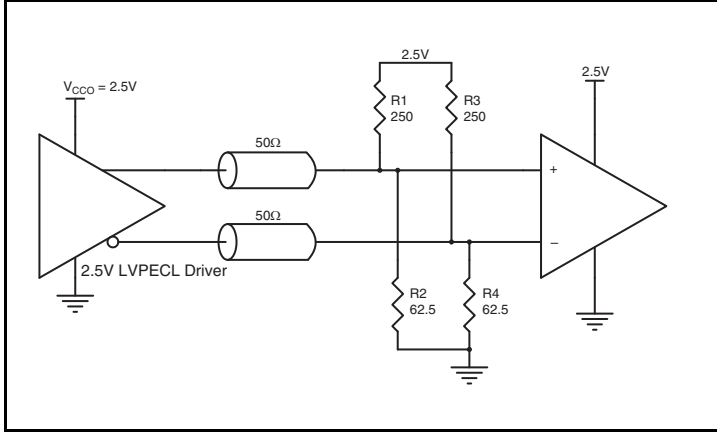 2.5V
V_CCO = 2.5V
2.5V
R1
250
R3
250
50Ω
+
50Ω
−
2.5V LVPECL Driver
R2
62.5
R4
62.5